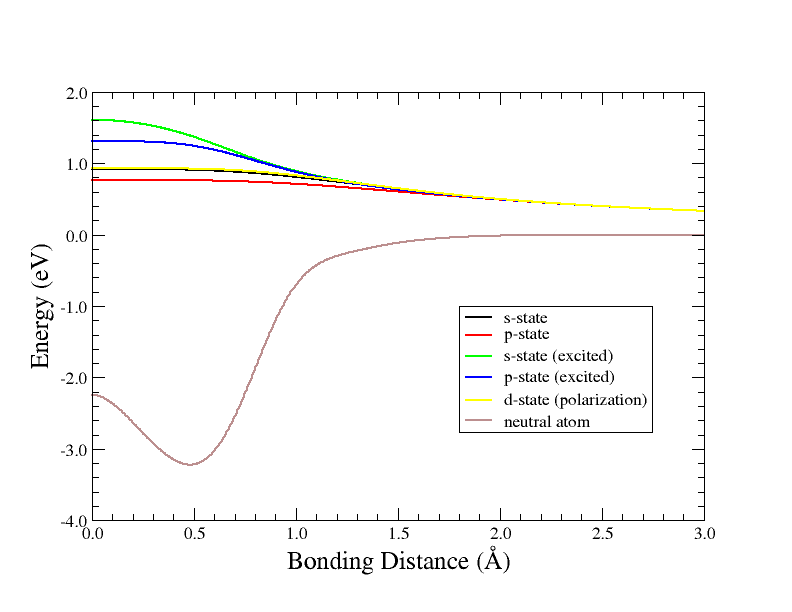 2.0
1.0
0.0
-1.0
-2.0
-3.0
-4.0
Energy (eV)
s-state
p-state
s-state (excited)
p-state (excited)
d-state (polarization)
neutral atom
0.0 0.5 1.0 1.5 2.0 2.5 3.0
Bonding Distance (Å)